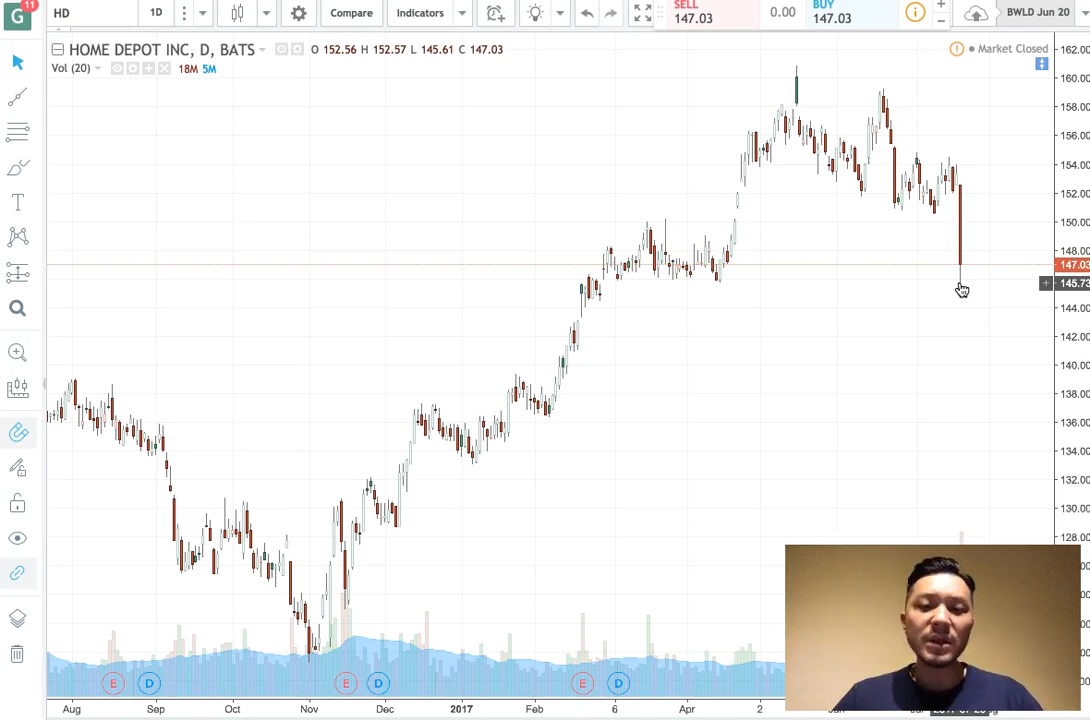 11
G
HD
1D
Compare
Indicators
SELL
147.03
0.00
BUY
147.03
BWLD Jun 20
HOME DEPOT INC, D, BATS
O 152.56 H 152.57 L 145.61 C 147.03
Market Closed
Vol (20)
18M 5M
T
162.00
160.00
158.00
156.00
154.00
152.00
150.00
148.00
147.03
145.73
144.00
142.00
140.00
138.00
136.00
134.00
132.00
130.00
128.00
E D E D E D
Aug Sep Oct Nov Dec 2017 Feb 6 Apr 2